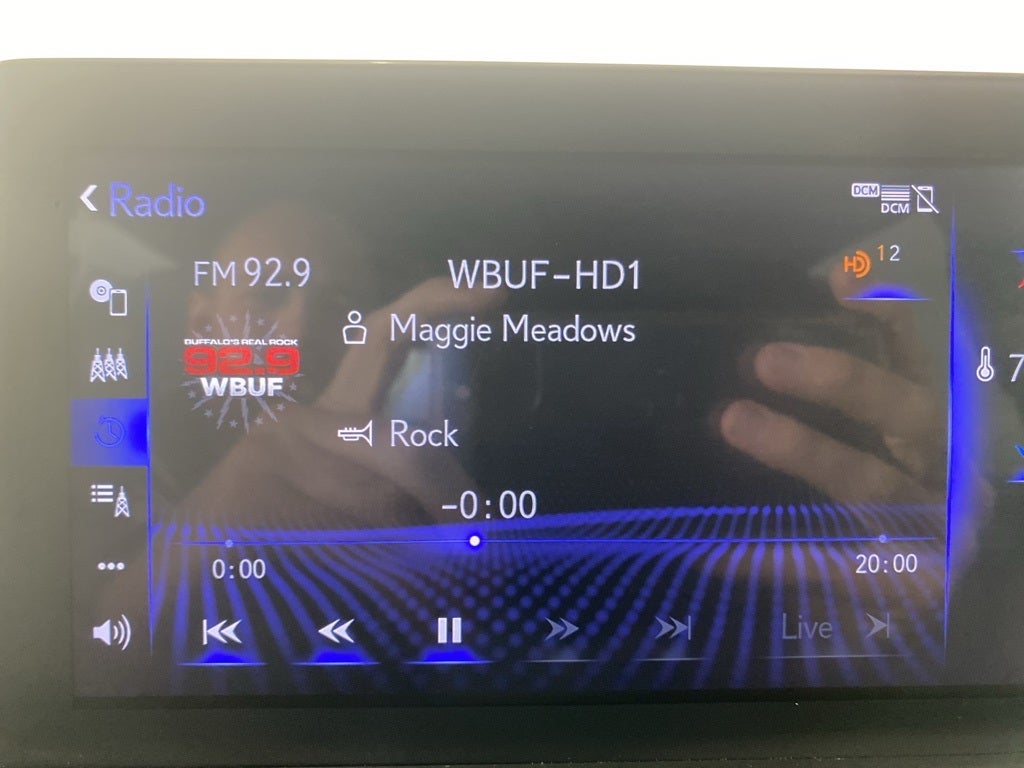 Radio
DCM
DCM
FM 92.9
WBUF-HD1
HD 1 2
Maggie Meadows
BUFFALO'S REAL ROCK
92.9
WBUF
7
Rock
-0:00
0:00
20:00
Live